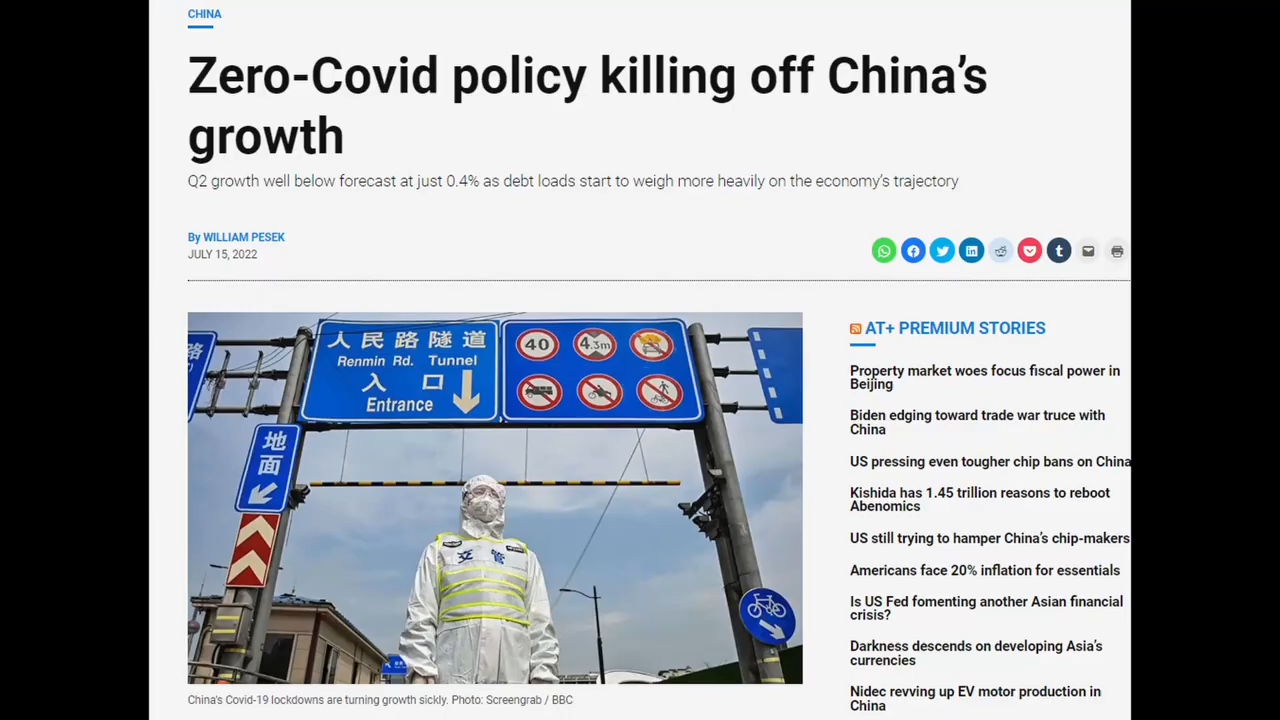 CHINA
Zero-Covid policy killing off China's
growth
Q2 growth well below forecast at just 0.4% as debt loads start to weigh more heavily on the economy's trajectory
By WILLIAM PESEK
JULY 15, 2022
路
人民路隧道
Renmin Rd. Tunnel
入 口
Entrance
40
4.3m
地
面
交 管
China's Covid-19 lockdowns are turning growth sickly. Photo: Screengrab / BBC
AT+ PREMIUM STORIES
Property market woes focus fiscal power in
Beijing
Biden edging toward trade war truce with
China
US pressing even tougher chip bans on China
Kishida has 1.45 trillion reasons to reboot
Abenomics
US still trying to hamper China's chip-makers
Americans face 20% inflation for essentials
Is US Fed fomenting another Asian financial
crisis?
Darkness descends on developing Asia's
currencies
Nidec revving up EV motor production in
China